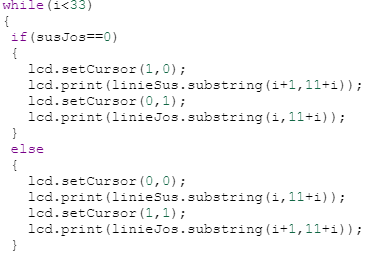 while(i<33)
{
if(susJos==0)
{
lcd.setCursor(1,0);
lcd.print(linieSus.substring(i+1,11+i));
lcd.setCursor(0,1);
lcd.print(linieJos.substring(i,11+i));
}
else
{
lcd.setCursor(0,0);
lcd.print(linieSus.substring(i,11+i));
lcd.setCursor(1,1);
lcd.print(linieJos.substring(i+1,11+i));
}